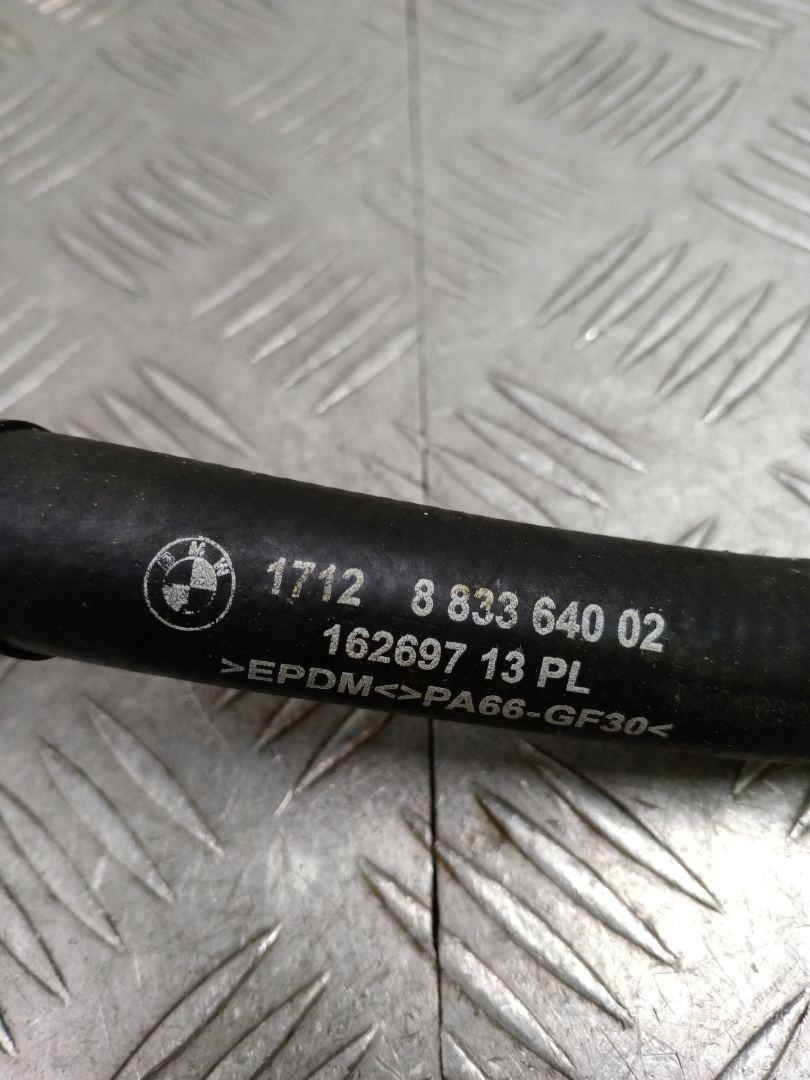 BMW 1712 8 833 640 02
162697 13 PL
>EPDM<>PA66-GF30<